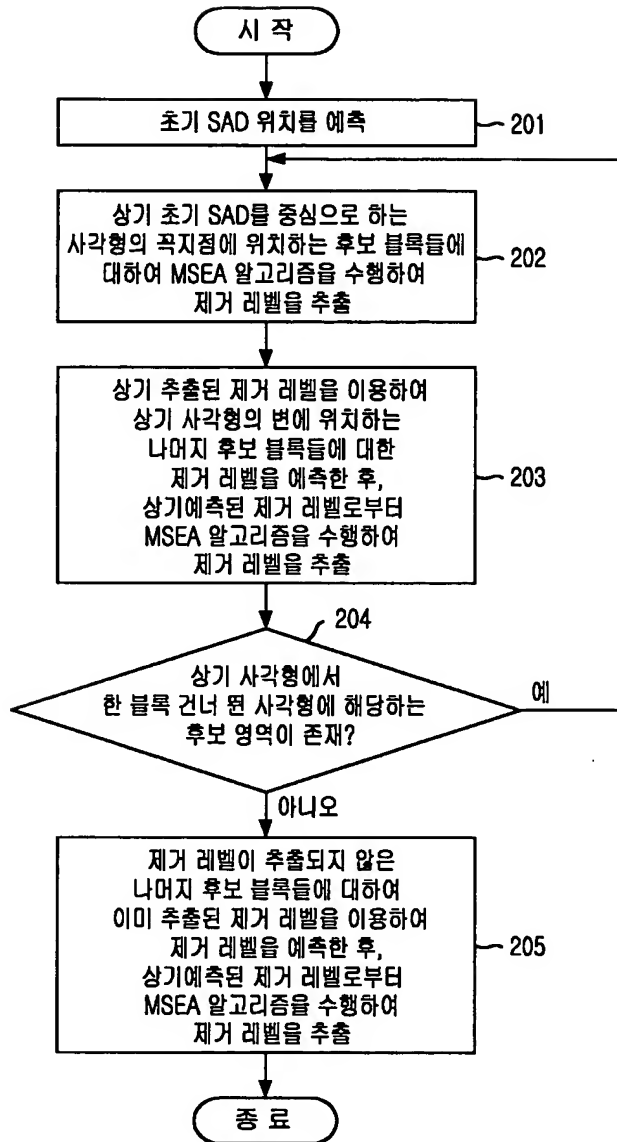 시 작
초기 SAD 위치를 예측
201
상기 초기 SAD를 중심으로 하는
사각형의 꼭지점에 위치하는 후보 블록들에
대하여 MSEA 알고리즘을 수행하여
제거 레벨을 추출
202
상기 추출된 제거 레벨을 이용하여
상기 사각형의 변에 위치하는
나머지 후보 블록들에 대한
제거 레벨을 예측한 후,
상기예측된 제거 레벨로부터
MSEA 알고리즘을 수행하여
제거 레벨을 추출
203
204
상기 사각형에서
한 블록 건너 뛴 사각형에 해당하는
후보 영역이 존재?
예
아니오
제거 레벨이 추출되지 않은
나머지 후보 블록들에 대하여
이미 추출된 제거 레벨을 이용하여
제거 레벨을 예측한 후,
상기예측된 제거 레벨로부터
MSEA 알고리즘을 수행하여
제거 레벨을 추출
205
종 료